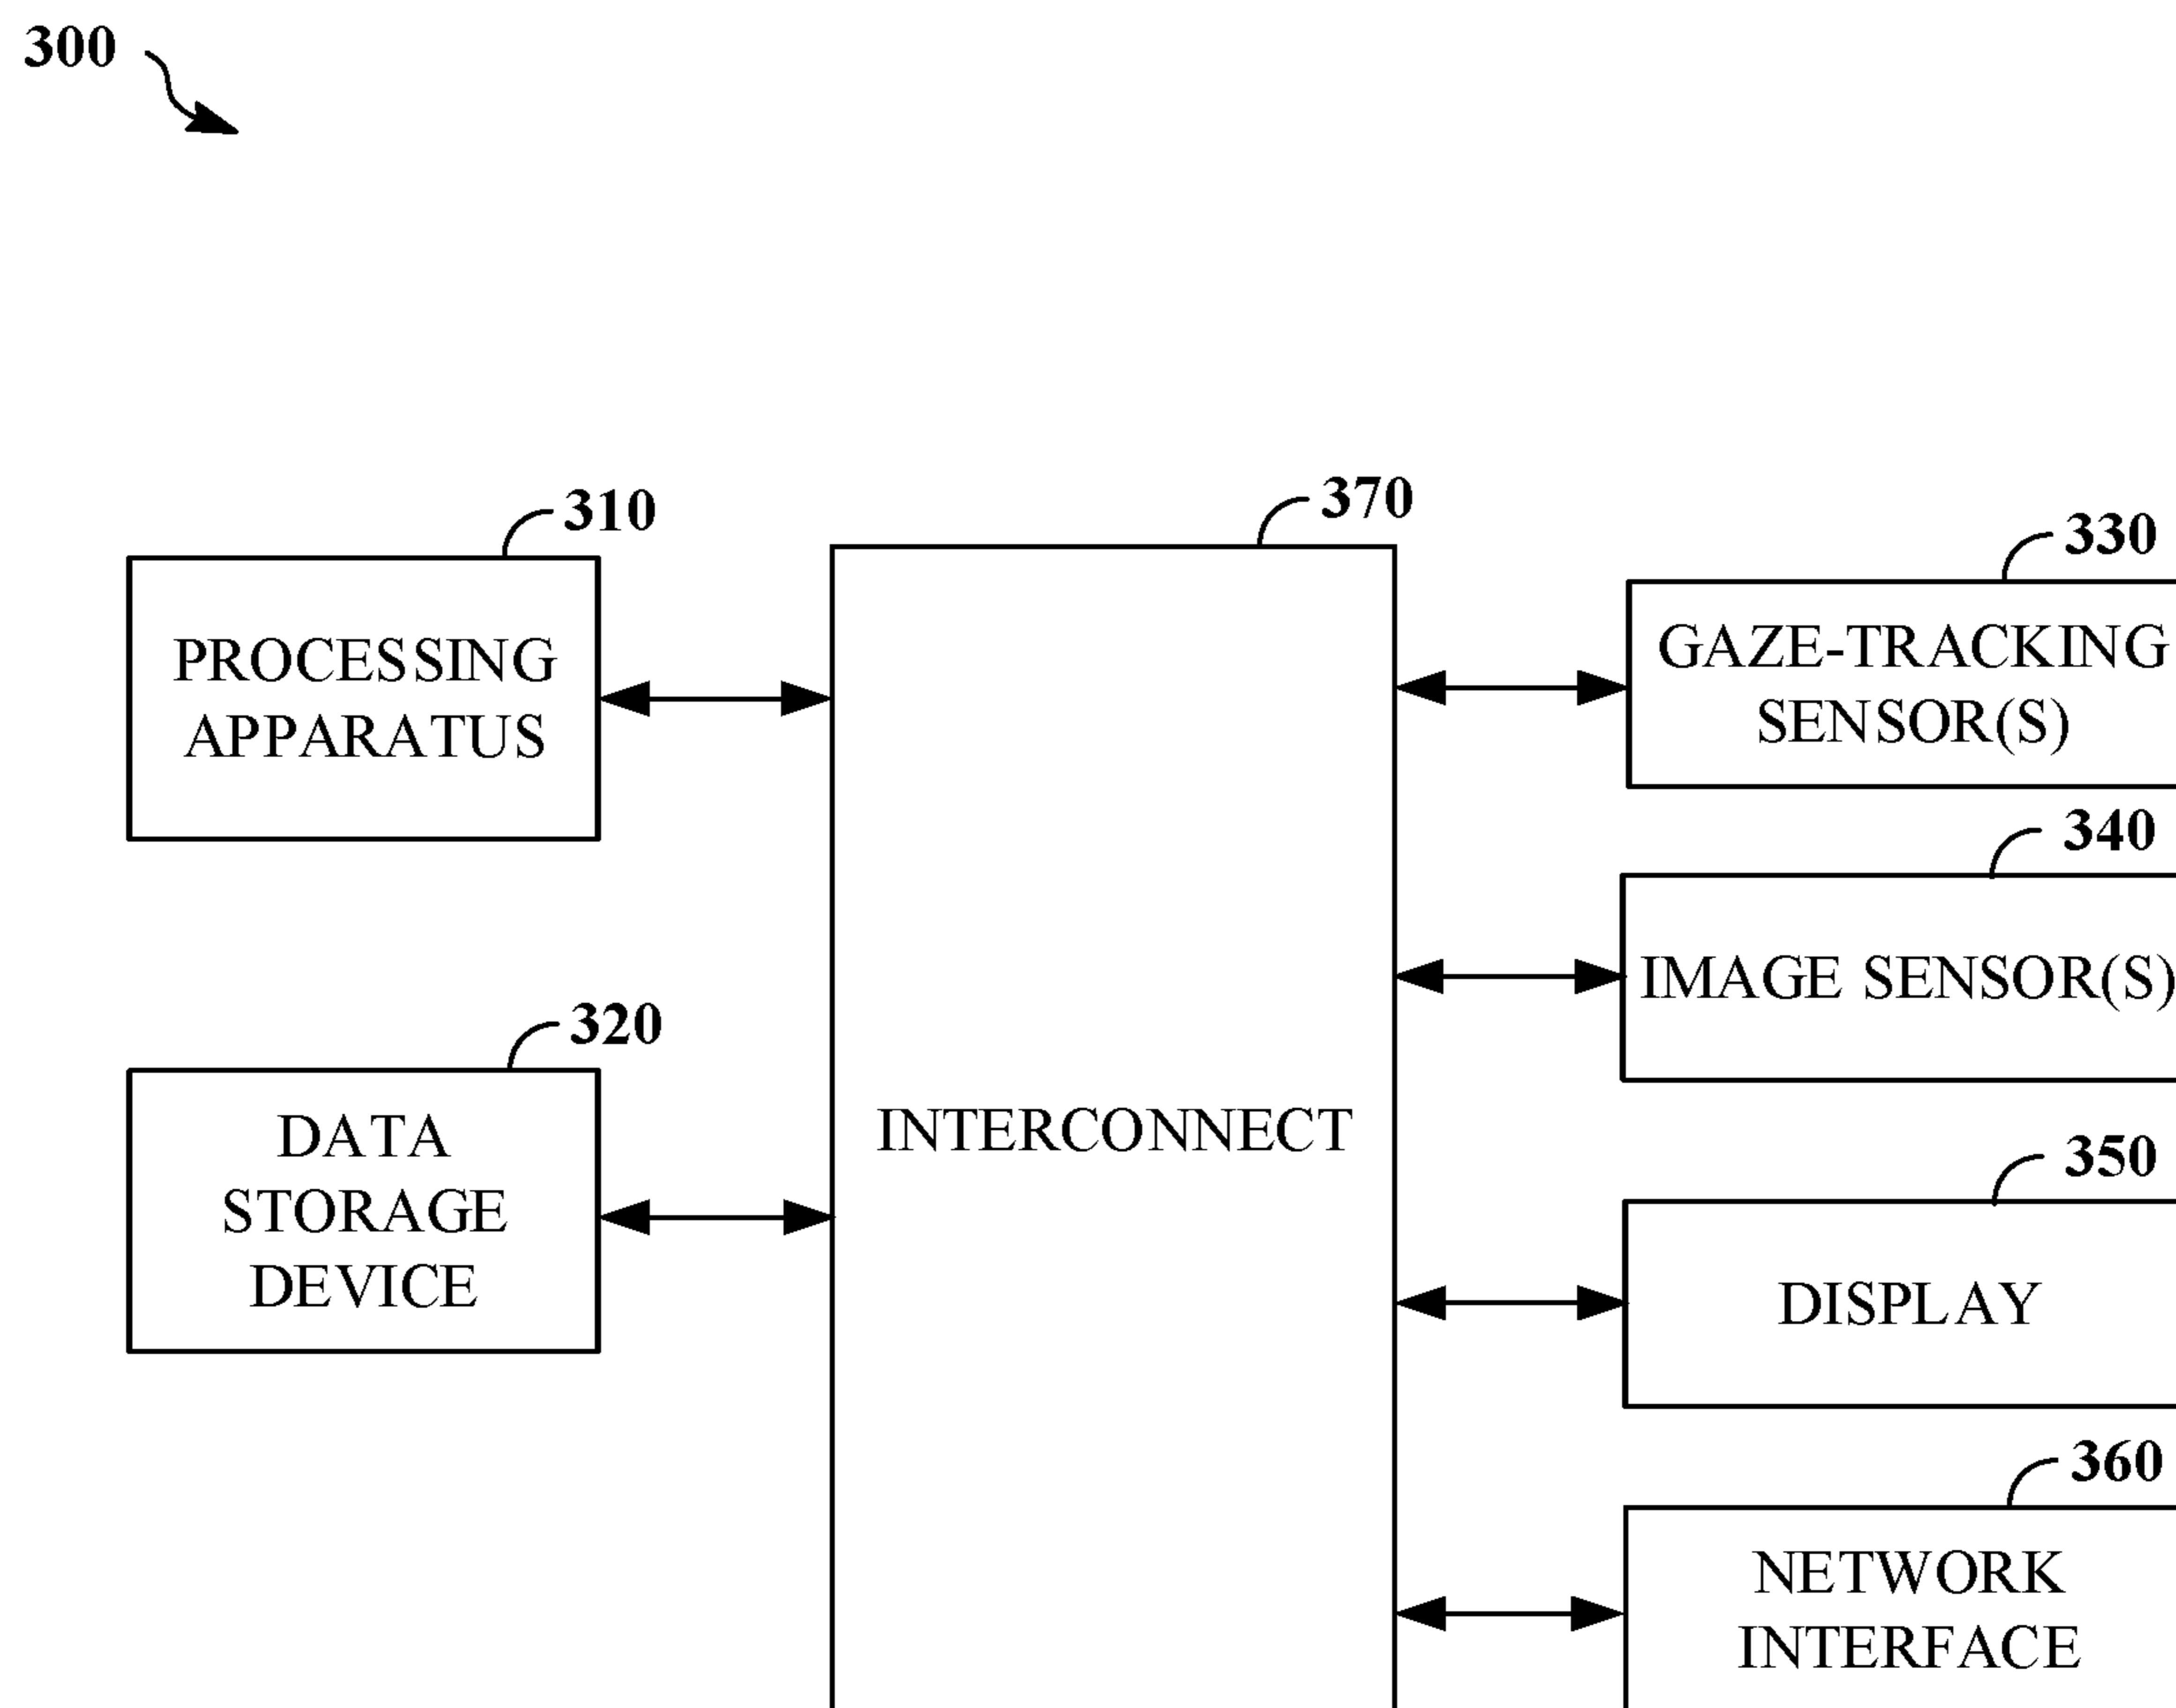 300
310
PROCESSING
APPARATUS
320
DATA
STORAGE
DEVICE
370
INTERCONNECT
330
GAZE-TRACKING
SENSOR(S)
340
IMAGE SENSOR(S)
350
DISPLAY
360
NETWORK
INTERFACE